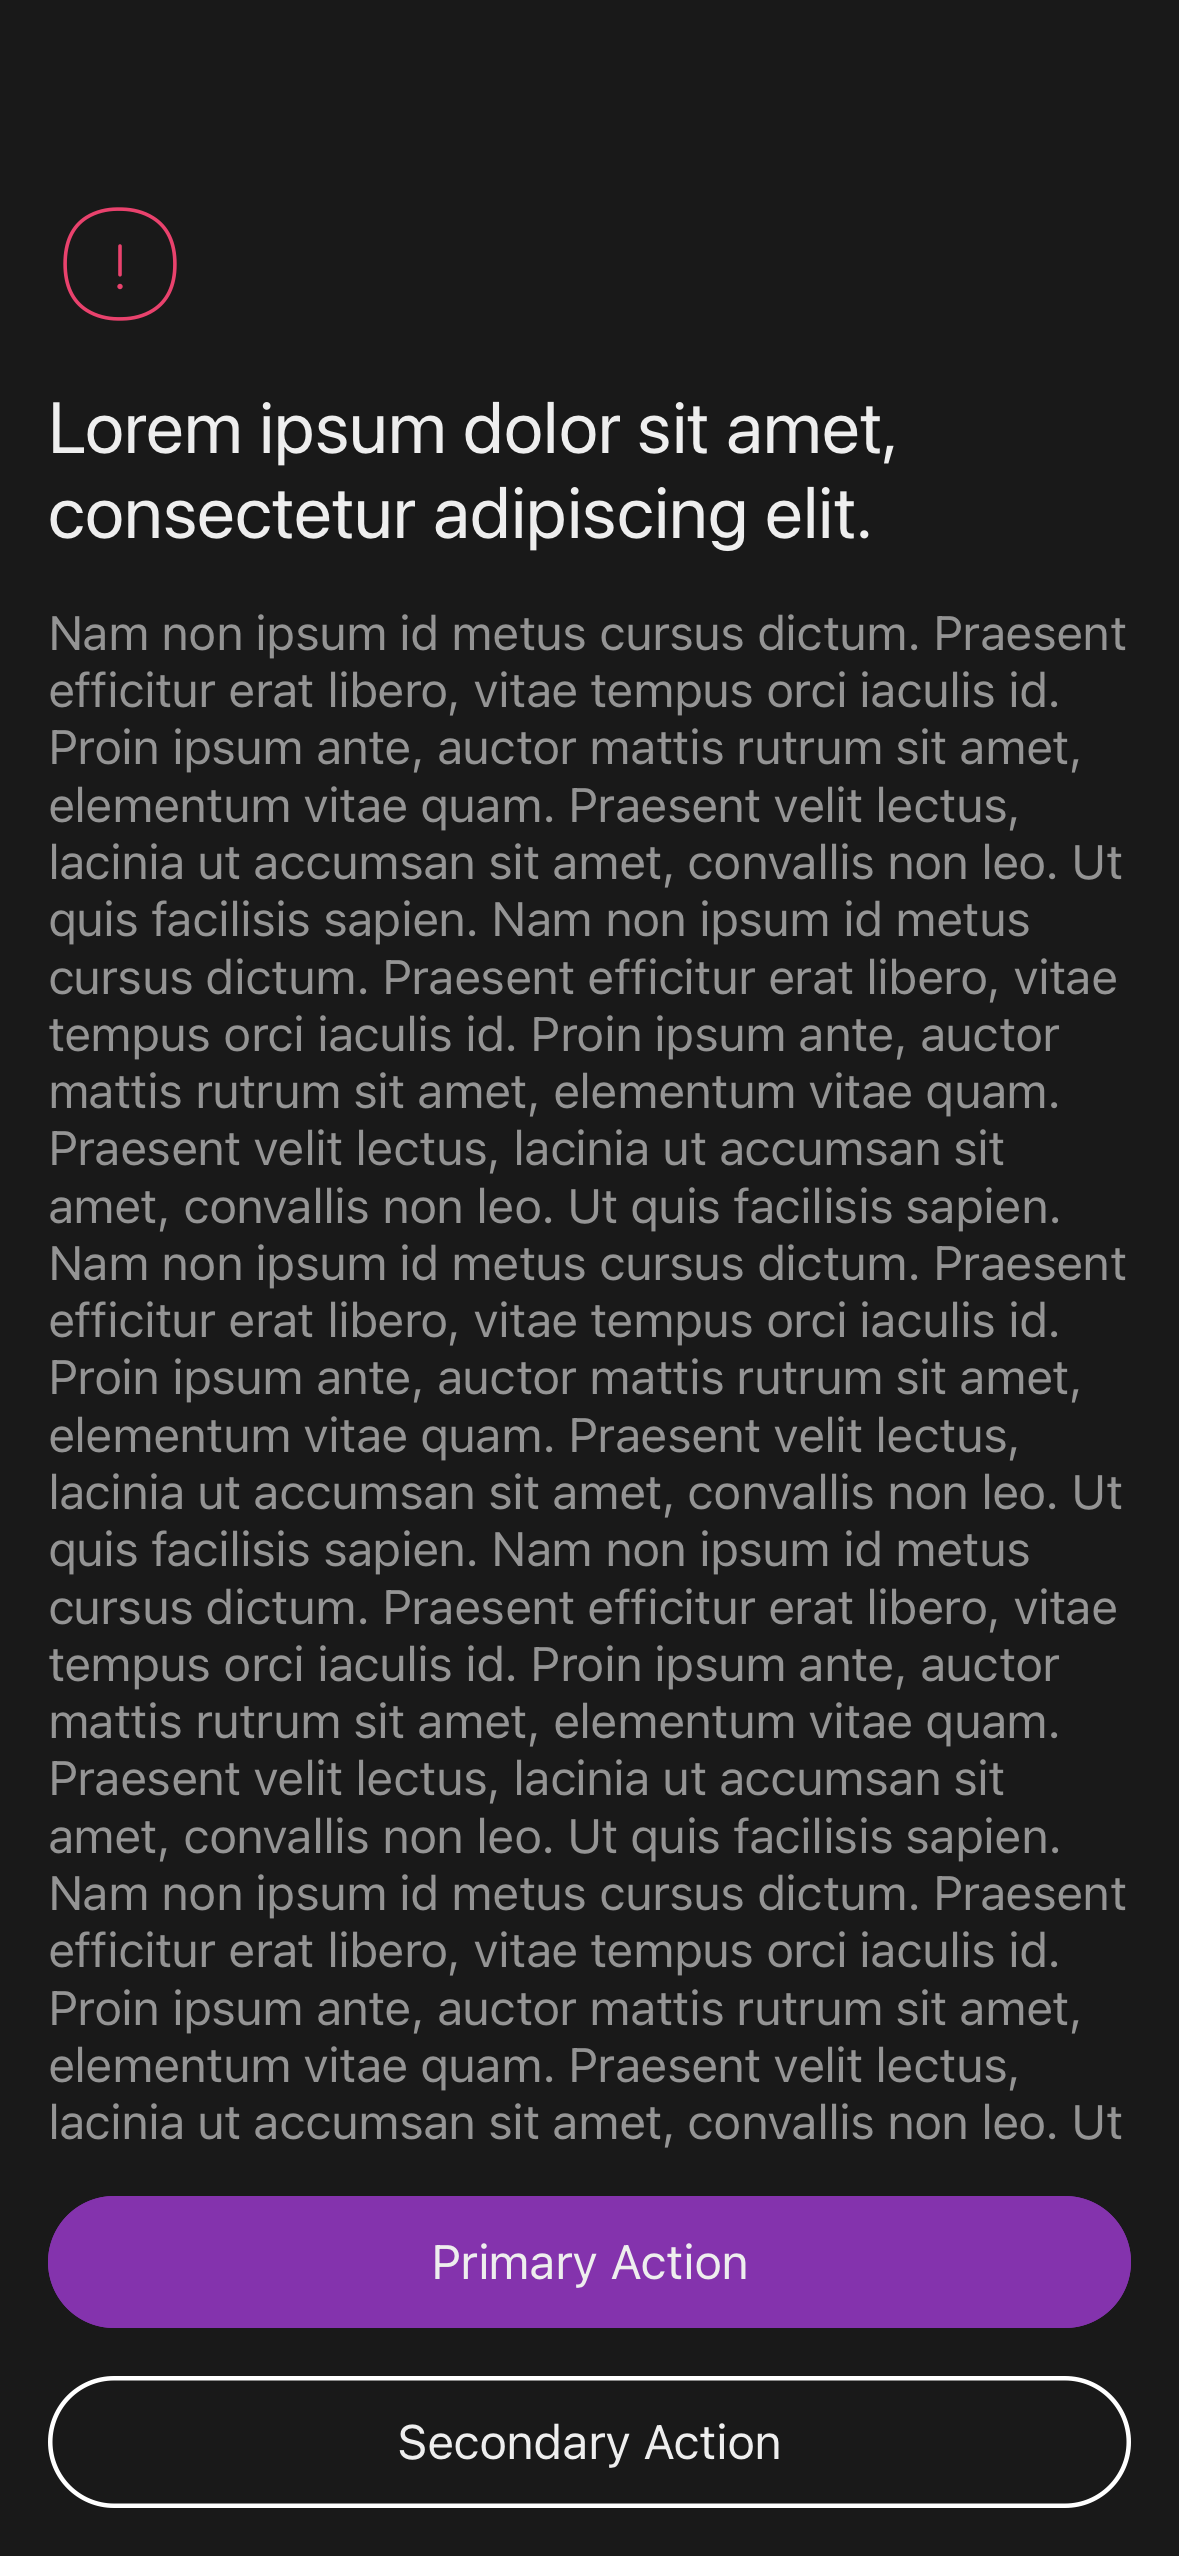 !
Lorem ipsum dolor sit amet,
consectetur adipiscing elit.
Nam non ipsum id metus cursus dictum. Praesent
efficitur erat libero, vitae tempus orci iaculis id.
Proin ipsum ante, auctor mattis rutrum sit amet,
elementum vitae quam. Praesent velit lectus,
lacinia ut accumsan sit amet, convallis non leo. Ut
quis facilisis sapien. Nam non ipsum id metus
cursus dictum. Praesent efficitur erat libero, vitae
tempus orci iaculis id. Proin ipsum ante, auctor
mattis rutrum sit amet, elementum vitae quam.
Praesent velit lectus, lacinia ut accumsan sit
amet, convallis non leo. Ut quis facilisis sapien.
Nam non ipsum id metus cursus dictum. Praesent
efficitur erat libero, vitae tempus orci iaculis id.
Proin ipsum ante, auctor mattis rutrum sit amet,
elementum vitae quam. Praesent velit lectus,
lacinia ut accumsan sit amet, convallis non leo. Ut
quis facilisis sapien. Nam non ipsum id metus
cursus dictum. Praesent efficitur erat libero, vitae
tempus orci iaculis id. Proin ipsum ante, auctor
mattis rutrum sit amet, elementum vitae quam.
Praesent velit lectus, lacinia ut accumsan sit
amet, convallis non leo. Ut quis facilisis sapien.
Nam non ipsum id metus cursus dictum. Praesent
efficitur erat libero, vitae tempus orci iaculis id.
Proin ipsum ante, auctor mattis rutrum sit amet,
elementum vitae quam. Praesent velit lectus,
lacinia ut accumsan sit amet, convallis non leo. Ut
Primary Action
Secondary Action